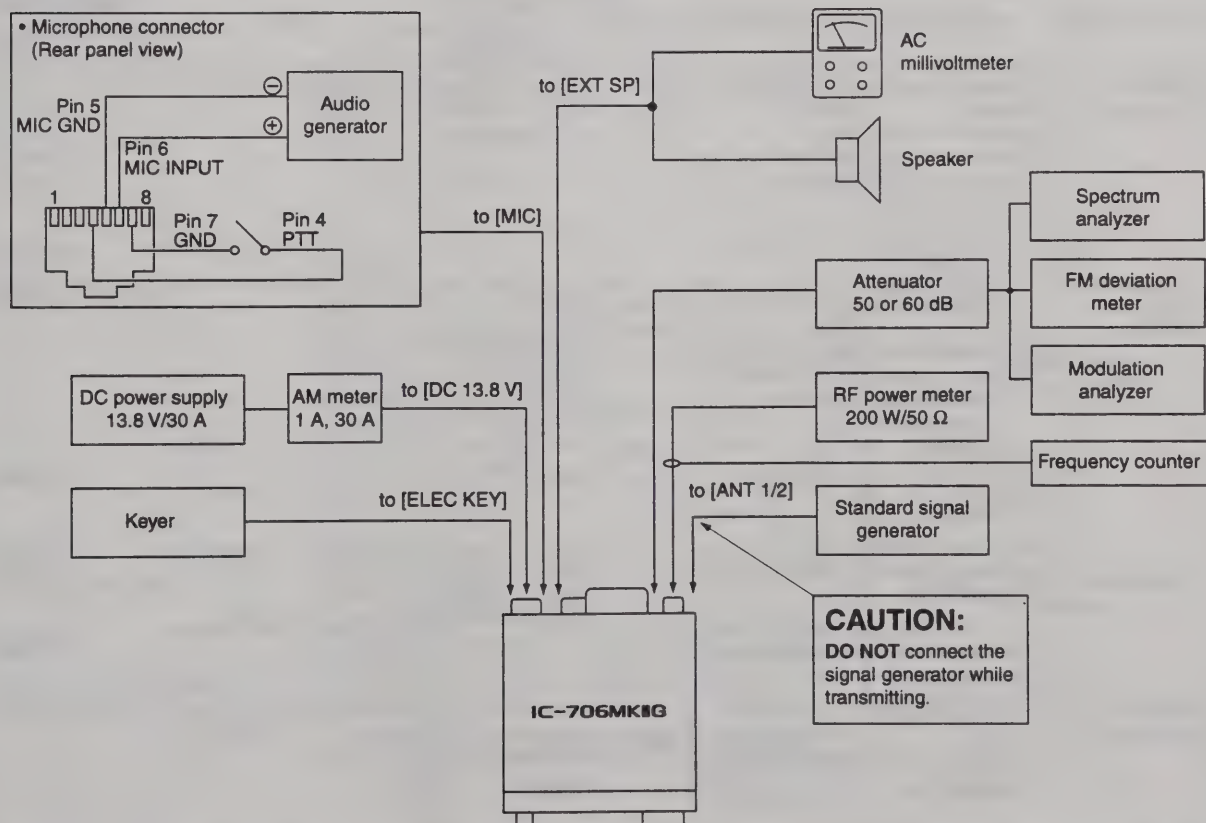 • Microphone connector
(Rear panel view)
Pin 5
MIC GND
⊖
⊕
Audio
generator
Pin 6
MIC INPUT
1
8
Pin 7
GND
Pin 4
PTT
to [MIC]
to [EXT SP]
AC
millivoltmeter
Speaker
Spectrum
analyzer
Attenuator
50 or 60 dB
FM deviation
meter
Modulation
analyzer
DC power supply
13.8 V/30 A
AM meter
1 A, 30 A
to [DC 13.8 V]
RF power meter
200 W/50 Ω
Frequency counter
Keyer
to [ELEC KEY]
to [ANT 1/2]
Standard signal
generator
CAUTION:
DO NOT connect the
signal generator while
transmitting.
IC-706MKIIG